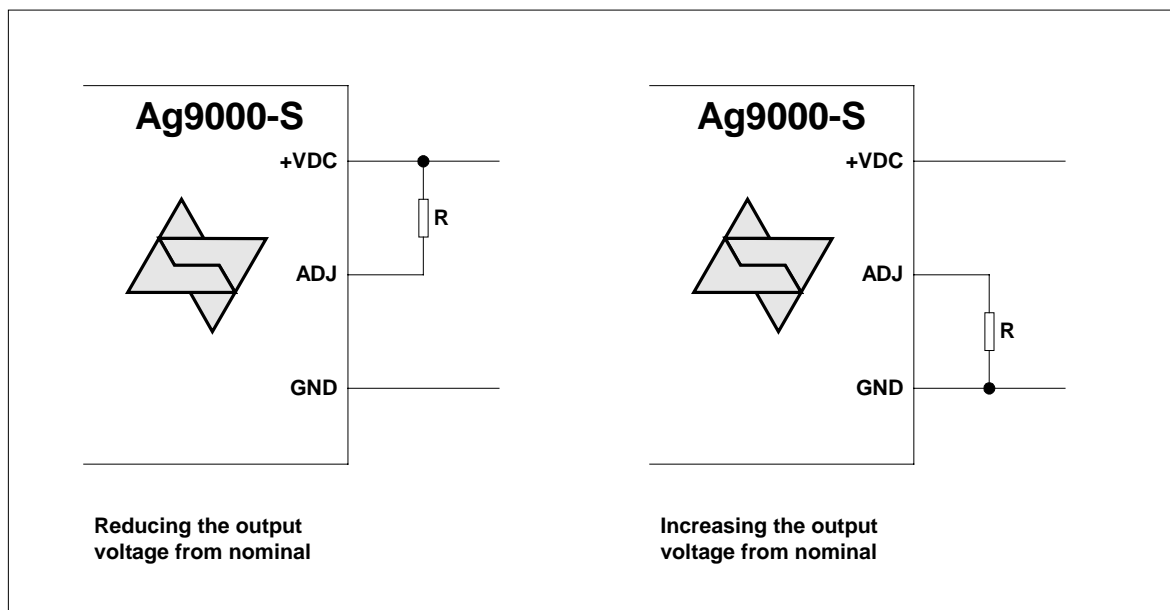 Ag9000-S
+VDC
R
ADJ
GND
Reducing the output
voltage from nominal
Ag9000-S
+VDC
ADJ
R
GND
Increasing the output
voltage from nominal